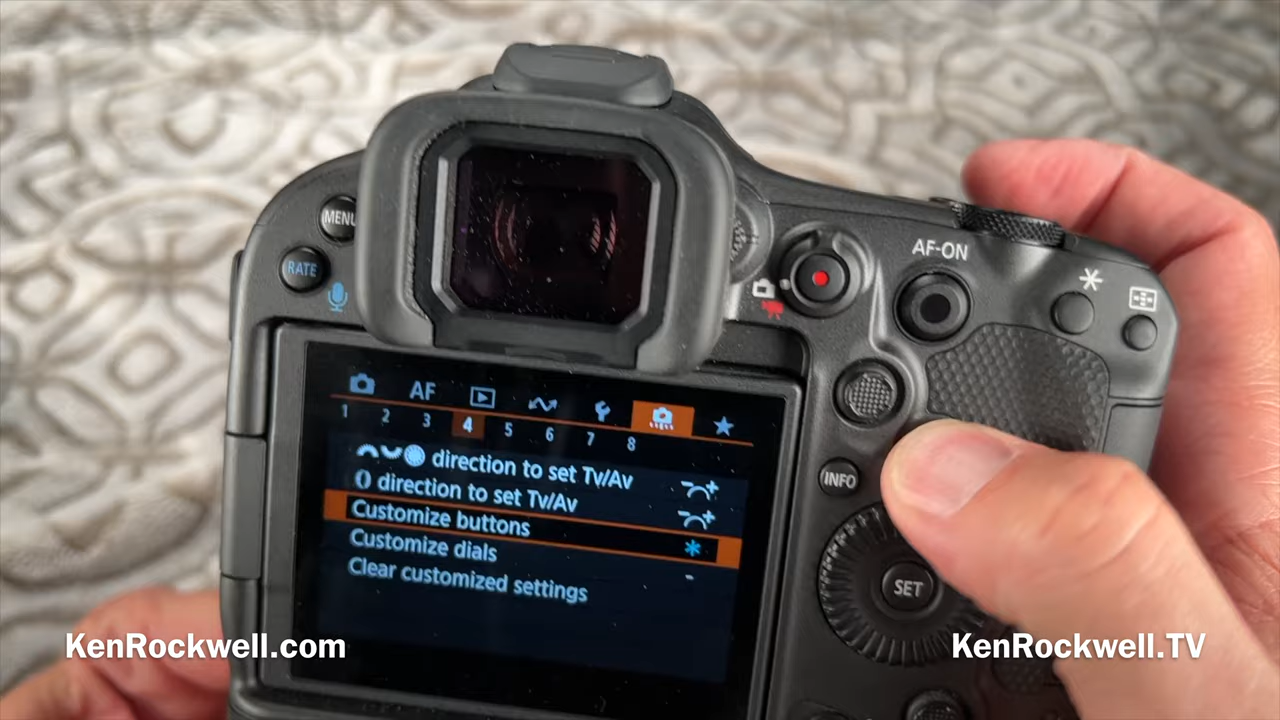 MENU
RATE
AF-ON
AF
1 2 3 4 5 6 7 8
direction to set Tv/Av
direction to set Tv/Av
Customize buttons
Customize dials
Clear customized settings
INFO
SET
KenRockwell.com
KenRockwell.TV